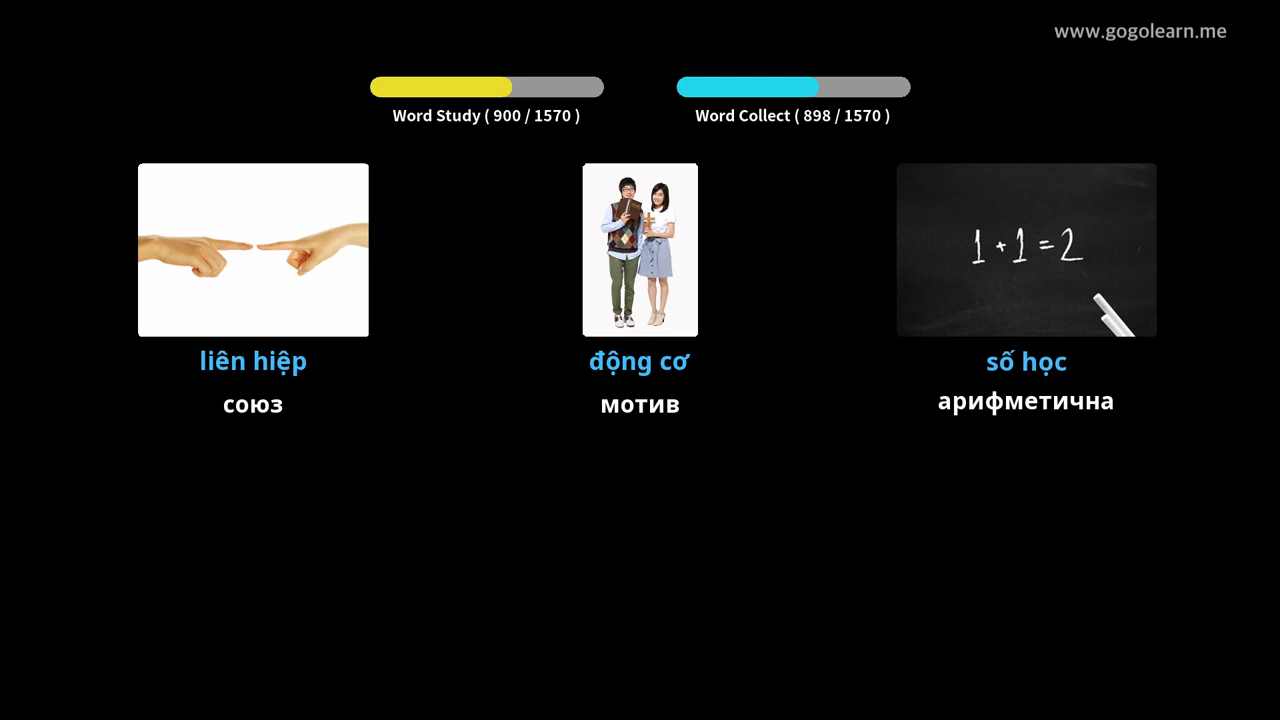 www.gogolearn.me
Word Study ( 900 / 1570 )
Word Collect ( 898 / 1570 )
1 + 1 = 2
liên hiệp
động cơ
số học
союз
мотив
арифметична